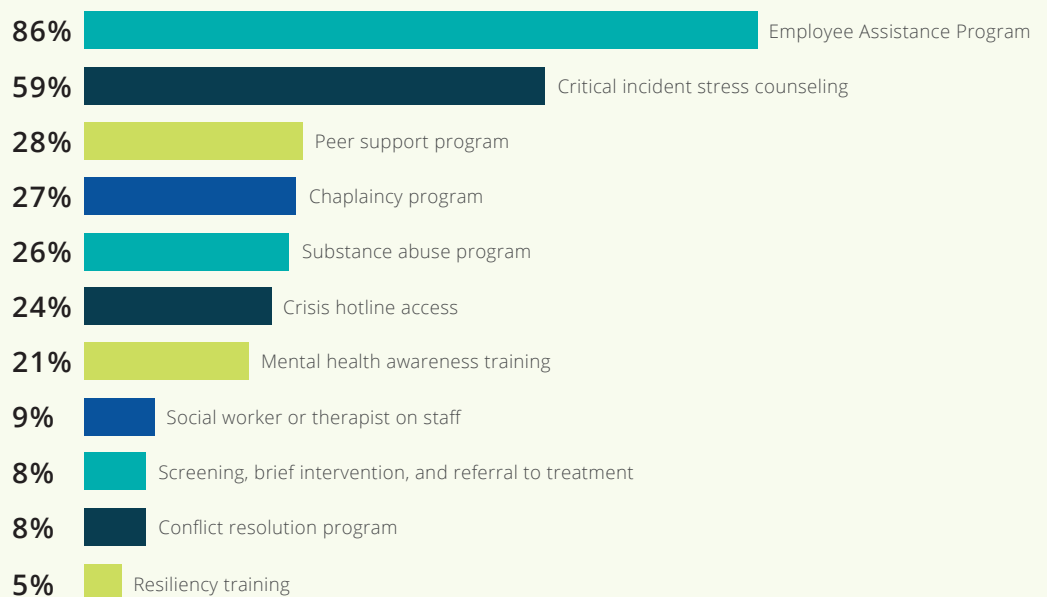 86% Employee Assistance Program
59% Critical incident stress counseling
28% Peer support program
27% Chaplaincy program
26% Substance abuse program
24% Crisis hotline access
21% Mental health awareness training
9% Social worker or therapist on staff
8% Screening, brief intervention, and referral to treatment
8% Conflict resolution program
5% Resiliency training